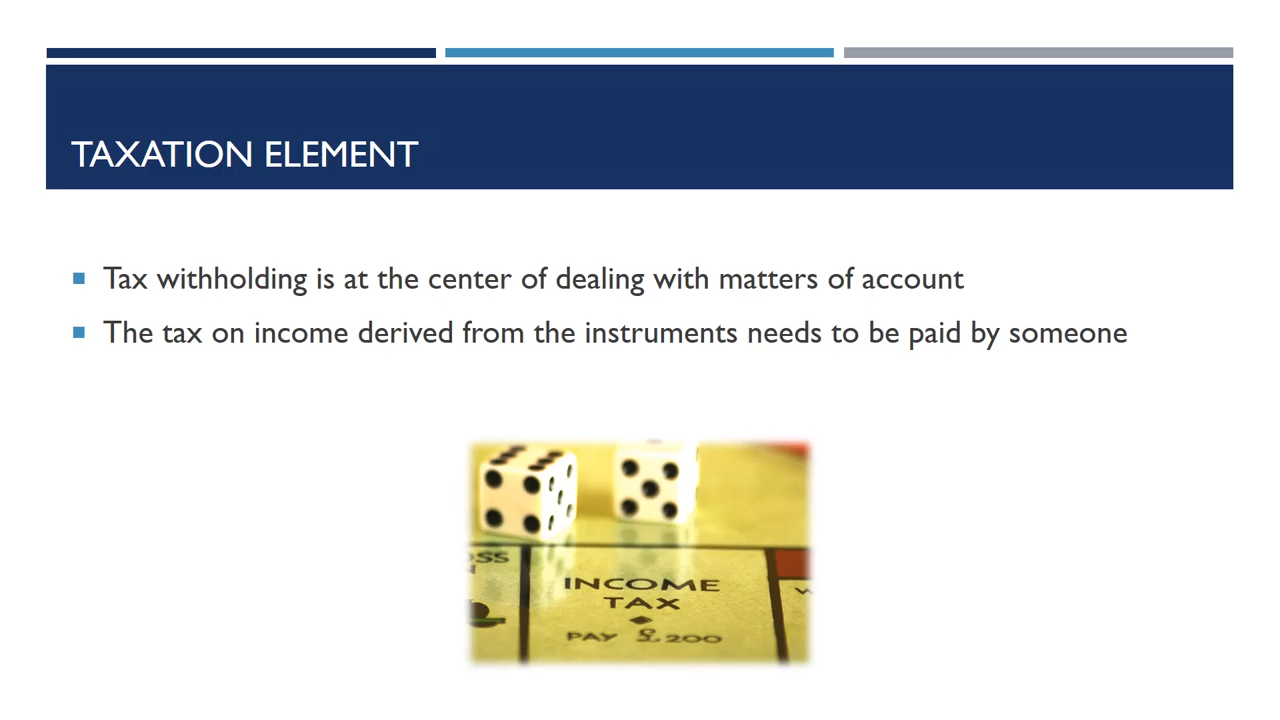 TAXATION ELEMENT
Tax withholding is at the center of dealing with matters of account
The tax on income derived from the instruments needs to be paid by someone
INCOME
TAX
PAY £200